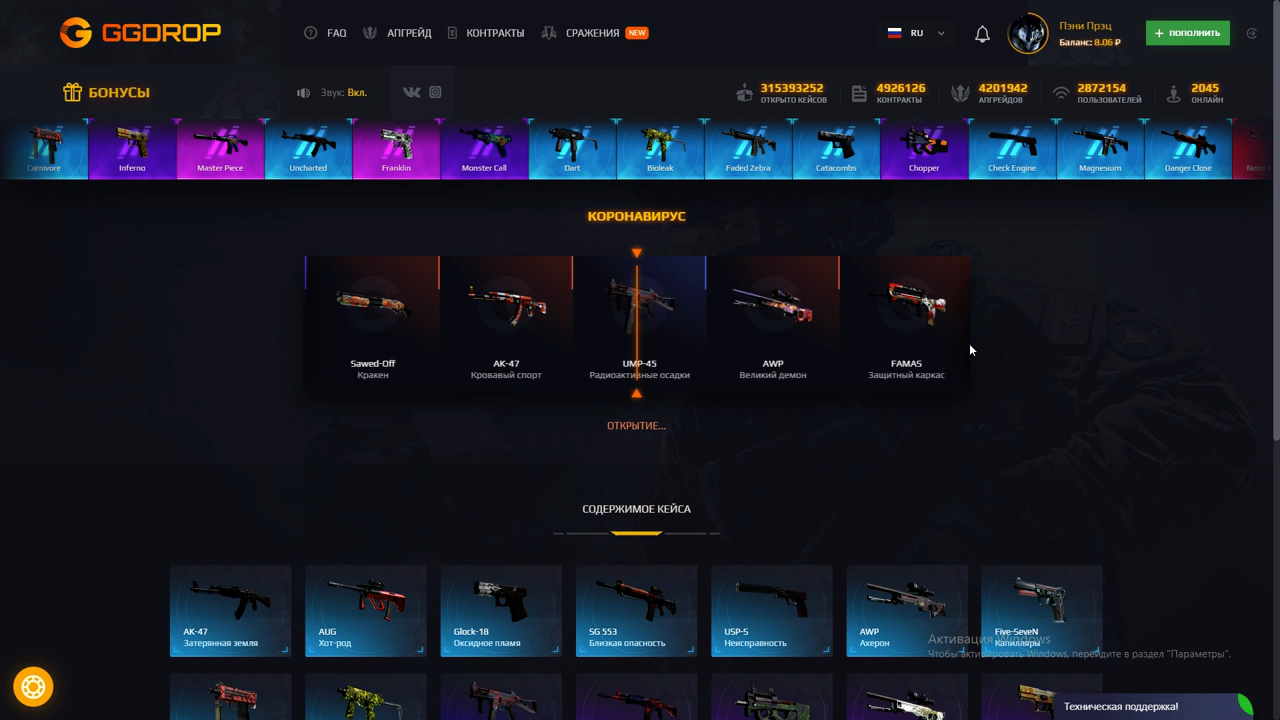 GGDROP
FAQ
АПГРЕЙД
КОНТРАКТЫ
СРАЖЕНИЯ
NEW
RU
Пэни Прэц
Баланс: 8.06 ₽
+ ПОПОЛНИТЬ
БОНУСЫ
Звук: Вкл.
315393252
ОТКРЫТО КЕЙСОВ
4926126
КОНТРАКТЫ
4201942
АПГРЕЙДОВ
2872154
ПОЛЬЗОВАТЕЛЕЙ
2045
ОНЛАЙН
Carnivore
Inferno
Master Piece
Uncharted
Franklin
Monster Call
Dart
Bioleak
Faded Zebra
Catacombs
Chopper
Check Engine
Magnesium
Danger Close
Neon
КОРОНАВИРУС
Sawed-Off
Кракен
AK-47
Кровавый спорт
UMP-45
Радиоактивные осадки
AWP
Великий демон
FAMAS
Защитный каркас
ОТКРЫТИЕ...
СОДЕРЖИМОЕ КЕЙСА
AK-47
Затерянная земля
AUG
Хот-род
Glock-18
Оксидное пламя
SG 553
Близкая опасность
USP-S
Неисправность
AWP
Ахерон
Five-SeveN
Капилляры
Активация Windows
Чтобы активировать Windows, перейдите в раздел "Параметры".
Техническая поддержка!